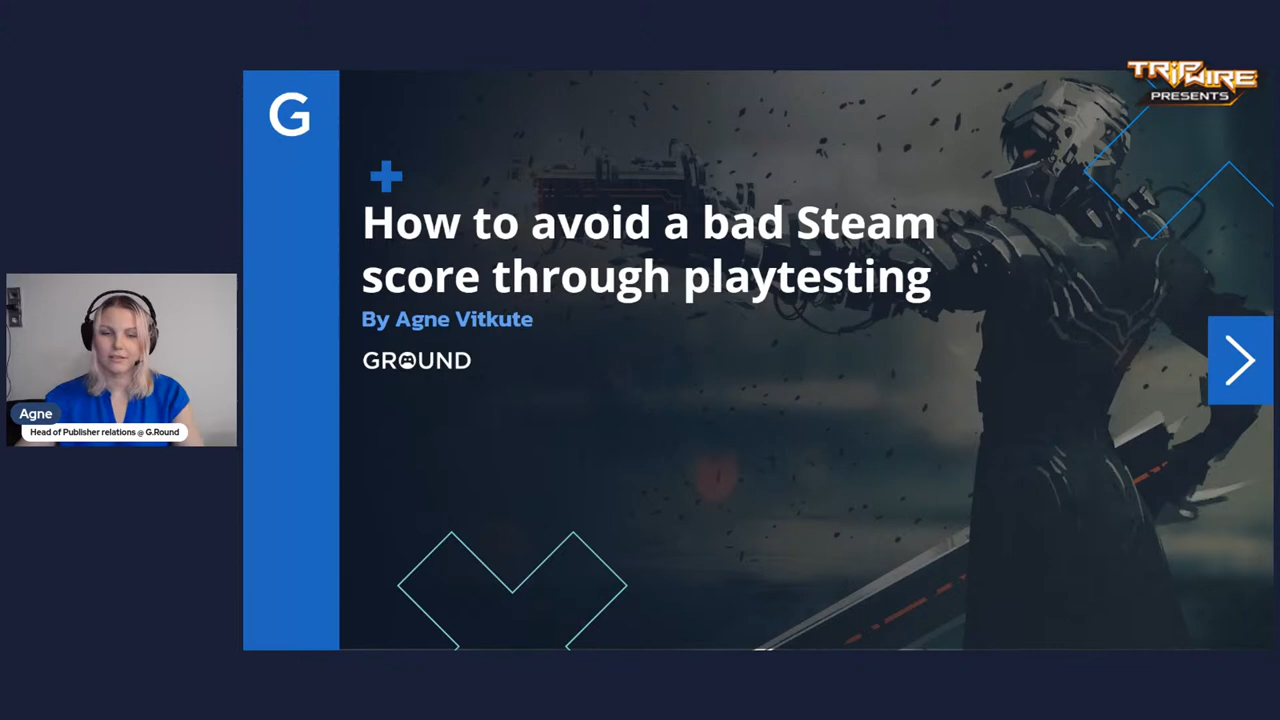 TRIPWIRE
PRESENTS
G
How to avoid a bad Steam
score through playtesting
By Agne Vitkute
GROUND
Agne
Head of Publisher relations @ G.Round